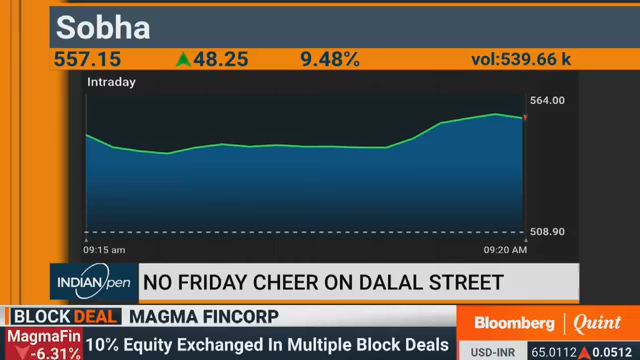 Sobha
557.15 ▲48.25 9.48% vol:539.66 k
Intraday
564.00
508.90
09:15 am 09:20 AM
INDIAN open NO FRIDAY CHEER ON DALAL STREET
BLOCK DEAL MAGMA FINCORP
MagmaFin
▼-6.31%
10% Equity Exchanged In Multiple Block Deals
Bloomberg | Quint
USD-INR 65.0112 ▲0.0512